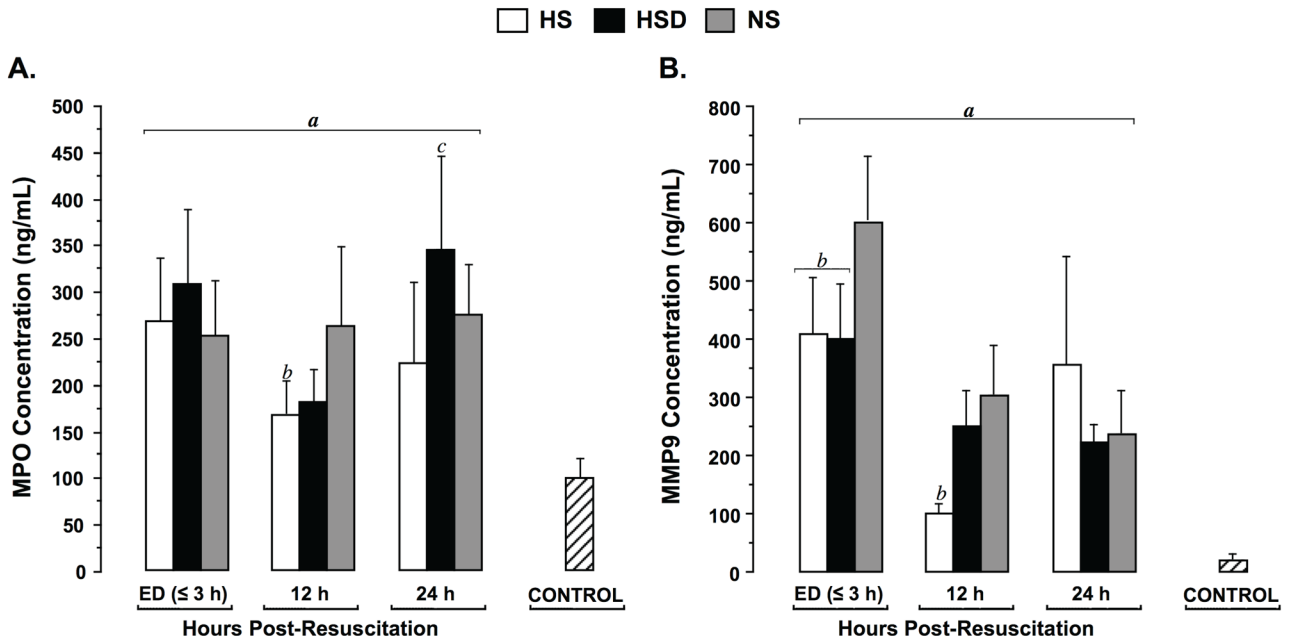 HS HSD NS
A.
MPO Concentration (ng/mL)
500
450
400
350
300
250
200
150
100
50
0
a
b
c
ED (≤ 3 h) 12 h 24 h CONTROL
Hours Post-Resuscitation
B.
MMP9 Concentration (ng/mL)
800
700
600
500
400
300
200
100
0
a
b
b
ED (≤ 3 h) 12 h 24 h CONTROL
Hours Post-Resuscitation